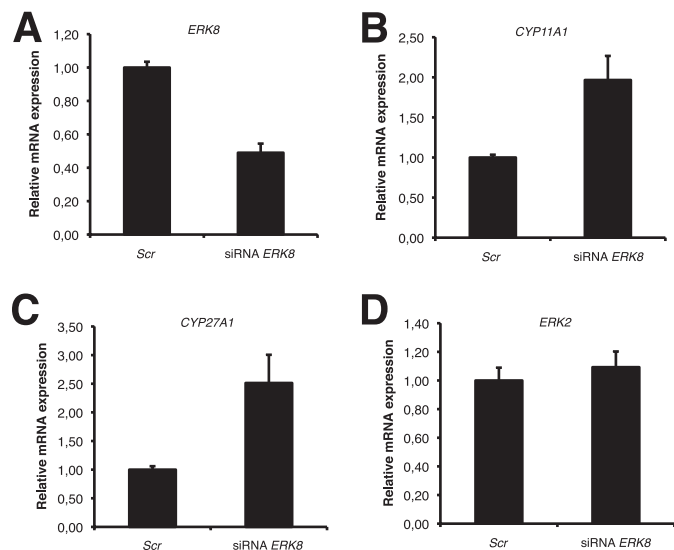 A
ERK8
Relative mRNA expression
1,20
1,00
0,80
0,60
0,40
0,20
0,00
Scr
siRNA ERK8
B
CYP11A1
Relative mRNA expression
2,50
2,00
1,50
1,00
0,50
0,00
Scr
siRNA ERK8
C
CYP27A1
Relative mRNA expression
3,50
3,00
2,50
2,00
1,50
1,00
0,50
0,00
Scr
siRNA ERK8
D
ERK2
Relative mRNA expression
1,40
1,20
1,00
0,80
0,60
0,40
0,20
0,00
Scr
siRNA ERK8